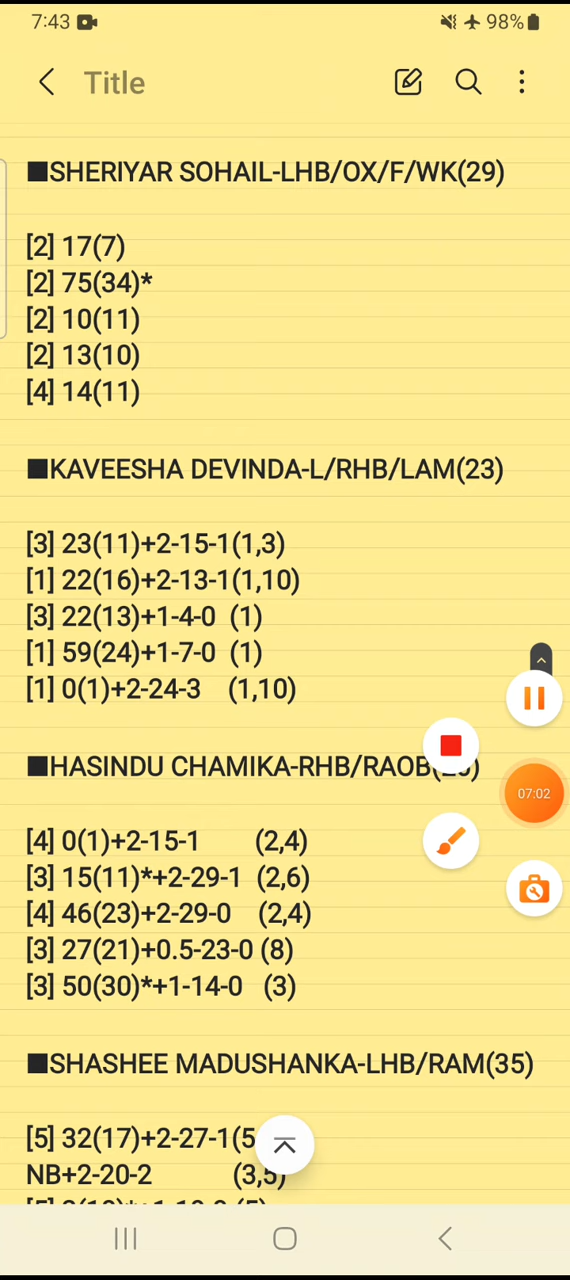 7:43 98%
Title
■SHERIYAR SOHAIL-LHB/OX/F/WK(29)
[2] 17(7)
[2] 75(34)*
[2] 10(11)
[2] 13(10)
[4] 14(11)
■KAVEESHA DEVINDA-L/RHB/LAM(23)
[3] 23(11)+2-15-1(1,3)
[1] 22(16)+2-13-1(1,10)
[3] 22(13)+1-4-0 (1)
[1] 59(24)+1-7-0 (1)
[1] 0(1)+2-24-3 (1,10)
■HASINDU CHAMIKA-RHB/RAOB
[4] 0(1)+2-15-1 (2,4)
[3] 15(11)*+2-29-1 (2,6)
[4] 46(23)+2-29-0 (2,4)
[3] 27(21)+0.5-23-0 (8)
[3] 50(30)*+1-14-0 (3)
07:02
■SHASHEE MADUSHANKA-LHB/RAM(35)
[5] 32(17)+2-27-1(5
NB+2-20-2 (3,5)